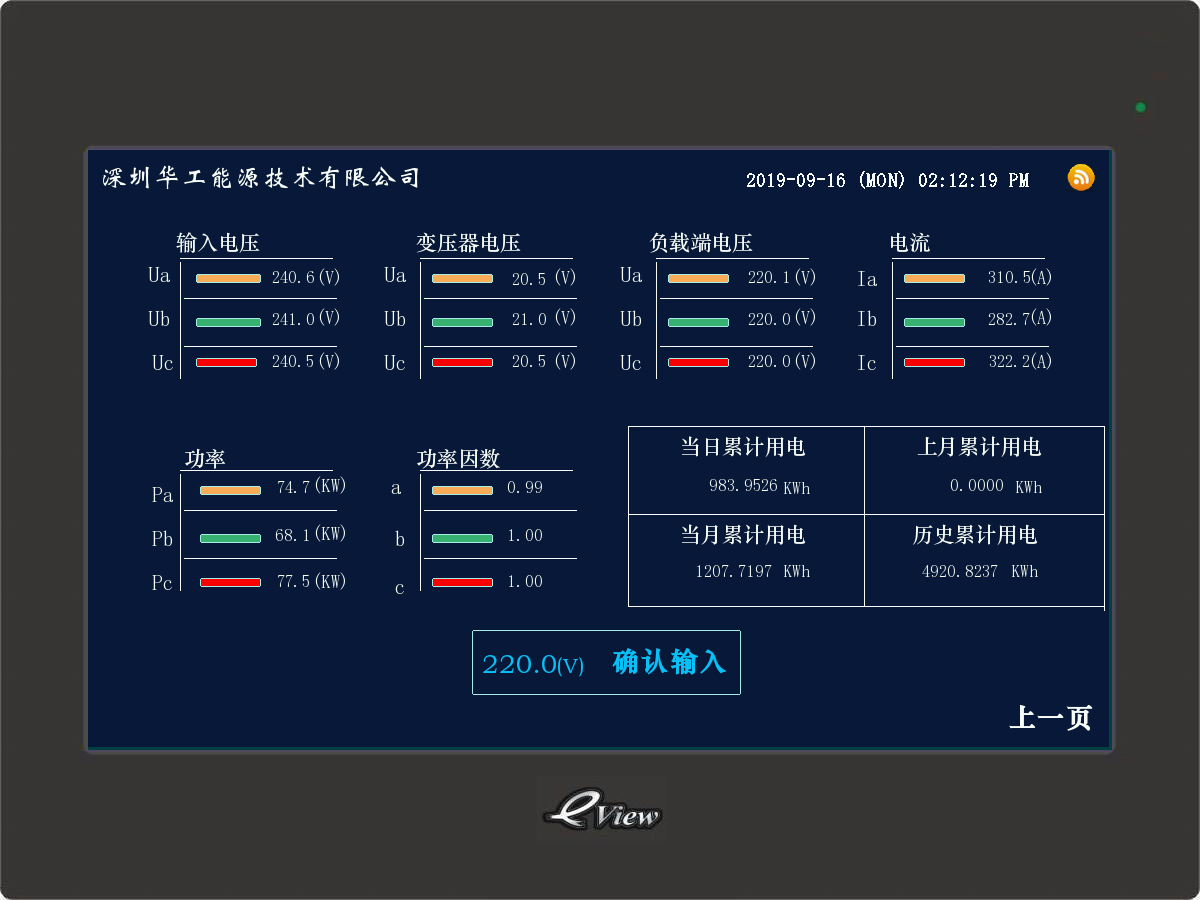 深圳华工能源技术有限公司
2019-09-16 (MON) 02:12:19 PM
输入电压
Ua 240.6(V)
Ub 241.0(V)
Uc 240.5(V)
变压器电压
Ua 20.5 (V)
Ub 21.0 (V)
Uc 20.5 (V)
负载端电压
Ua 220.1(V)
Ub 220.0(V)
Uc 220.0(V)
电流
Ia 310.5(A)
Ib 282.7(A)
Ic 322.2(A)
功率
Pa 74.7(KW)
Pb 68.1(KW)
Pc 77.5(KW)
功率因数
a 0.99
b 1.00
c 1.00
当日累计用电
983.9526 KWh
上月累计用电
0.0000 KWh
当月累计用电
1207.7197 KWh
历史累计用电
4920.8237 KWh
220.0(V) 确认输入
上一页
eView